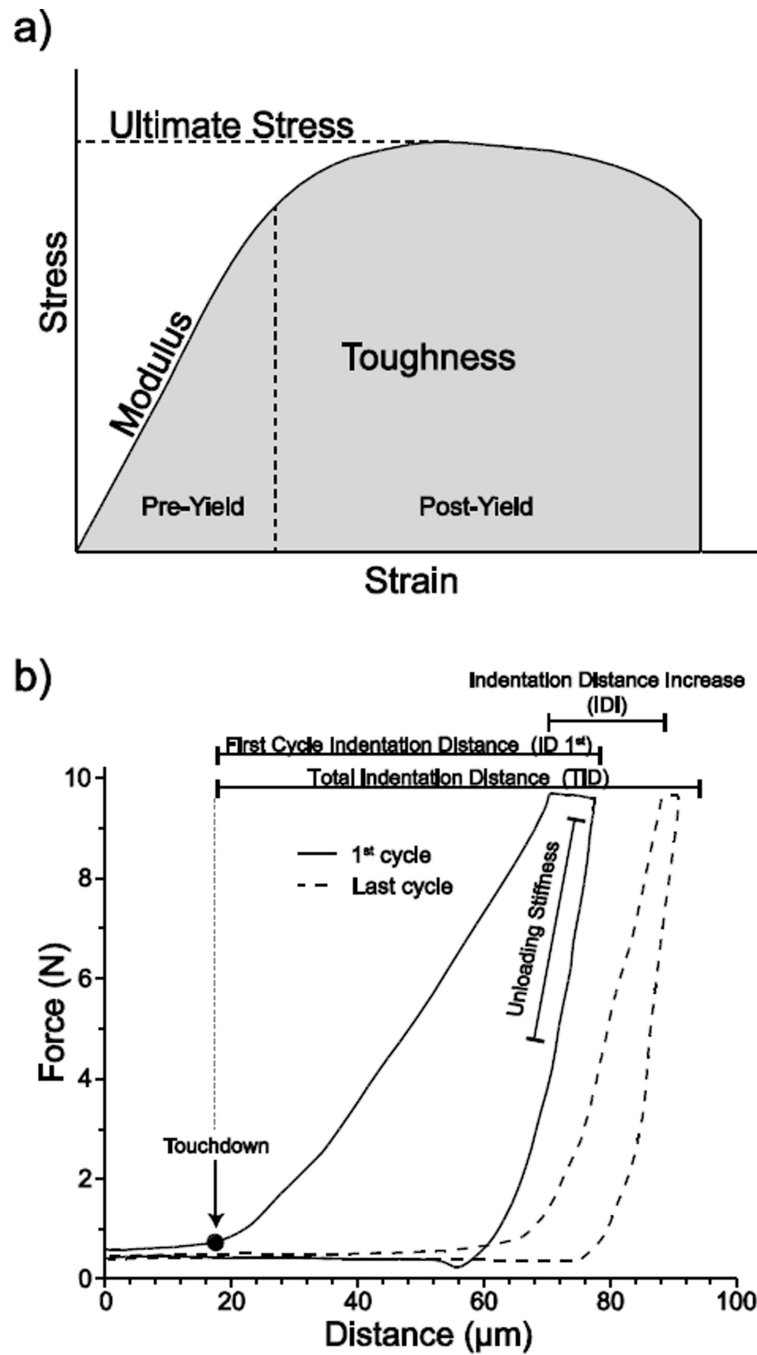 a)
Ultimate Stress
Stress
Modulus
Toughness
Pre-Yield
Post-Yield
Strain
b)
Indentation Distance Increase
(IDI)
First Cycle Indentation Distance (ID 1st)
Total Indentation Distance (TID)
10
8
6
4
2
0
Force (N)
1st cycle
Last cycle
Unloading Stiffness
Touchdown
0
20
40
60
80
100
Distance (µm)